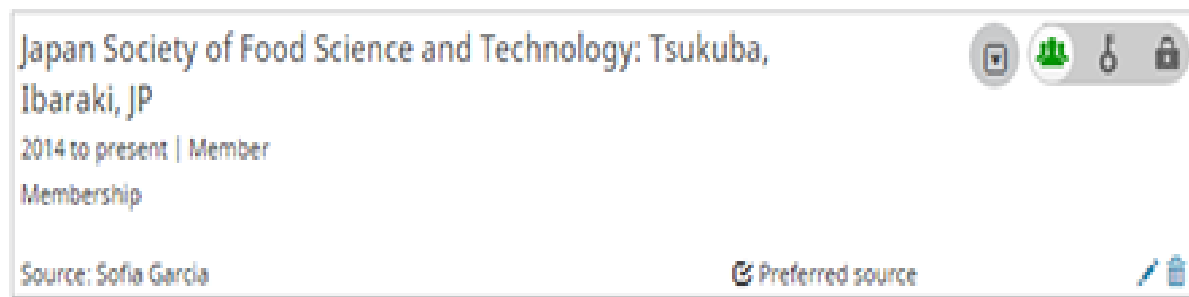 Japan Society of Food Science and Technology: Tsukuba,
Ibaraki, JP
2014 to present | Member
Membership
Source: Sofia Garcia
Preferred source